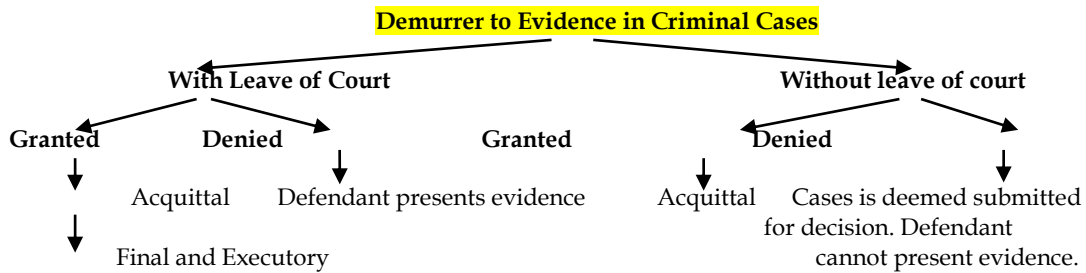 Demurrer to Evidence in Criminal Cases
With Leave of Court Without leave of court
Granted Denied Granted Denied
Acquittal Defendant presents evidence Acquittal Cases is deemed submitted
for decision. Defendant
Final and Executory cannot present evidence.